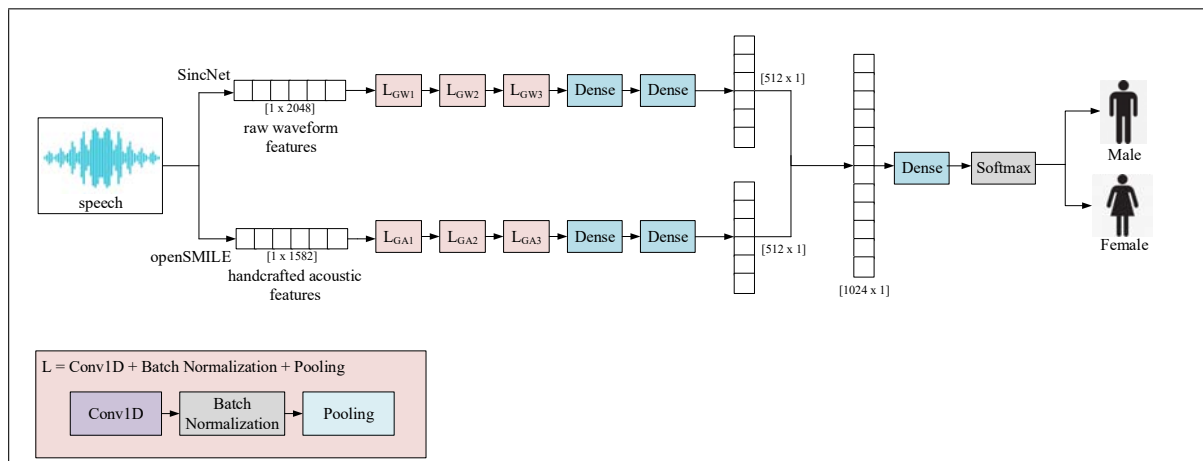 SincNet
[1 x 2048]
raw waveform
features
L_GW1
L_GW2
L_GW3
Dense
Dense
[512 x 1]
speech
openSMILE
[1 x 1582]
handcrafted acoustic
features
L_GA1
L_GA2
L_GA3
Dense
Dense
[512 x 1]
[1024 x 1]
Dense
Softmax
Male
Female
L = Conv1D + Batch Normalization + Pooling
Conv1D
Batch
Normalization
Pooling